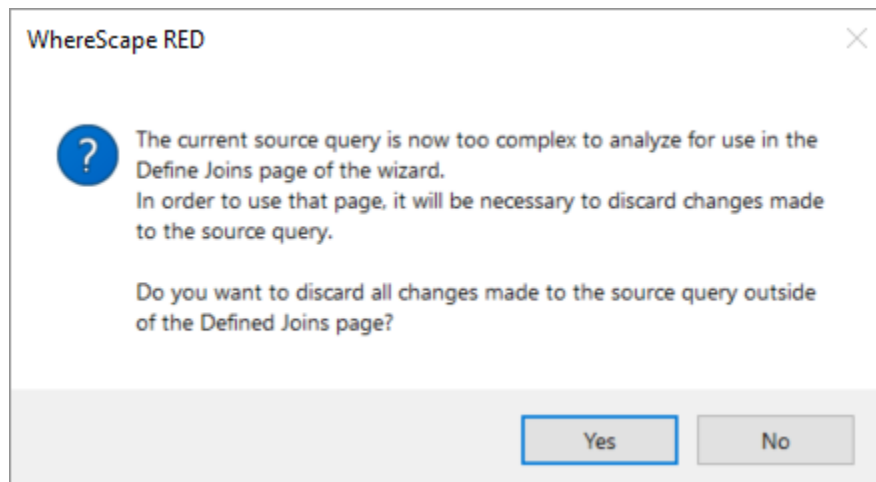 WhereScape RED
?
The current source query is now too complex to analyze for use in the
Define Joins page of the wizard.
In order to use that page, it will be necessary to discard changes made
to the source query.
Do you want to discard all changes made to the source query outside
of the Defined Joins page?
Yes
No